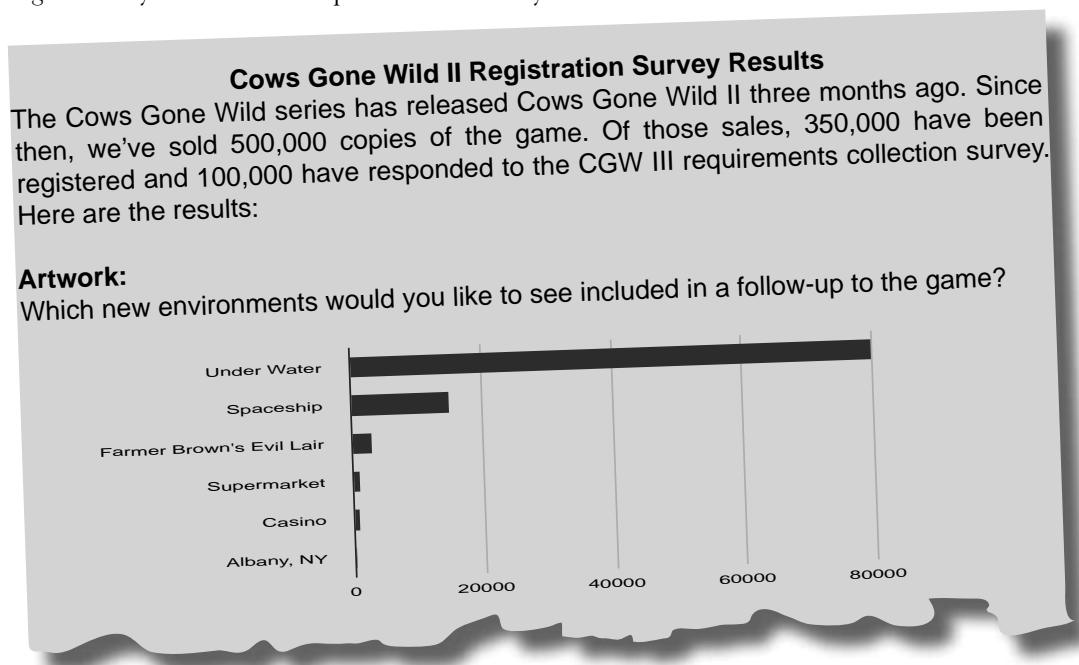 Cows Gone Wild II Registration Survey Results
The Cows Gone Wild series has released Cows Gone Wild II three months ago. Since
then, we’ve sold 500,000 copies of the game. Of those sales, 350,000 have been
registered and 100,000 have responded to the CGW III requirements collection survey.
Here are the results:
Artwork:
Which new environments would you like to see included in a follow-up to the game?
Under Water
Spaceship
Farmer Brown's Evil Lair
Supermarket
Casino
Albany, NY
0
20000
40000
60000
80000